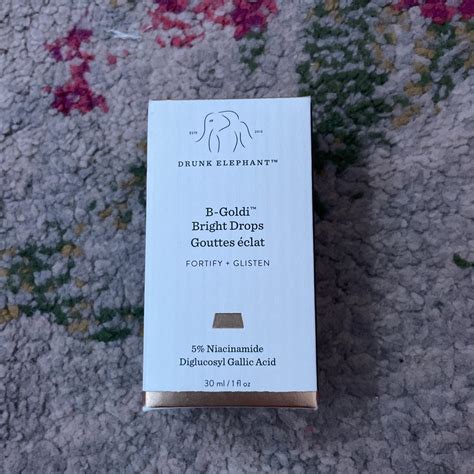 DRUNK ELEPHANT™
B-Goldi™
Bright Drops
Gouttes éclat
FORTIFY + GLISTEN
5% Niacinamide
Diglucosyl Gallic Acid
30 ml / 1 fl oz